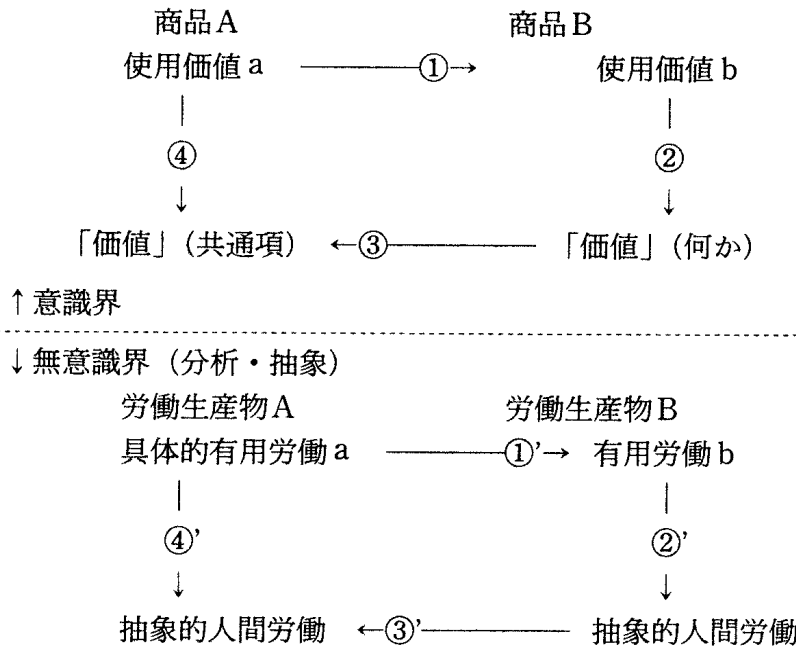 商品A 商品B
使用価値a ①→ 使用価値b
④ ②
↓ ↓
「価値」(共通項) ←③ 「価値」(何か)
↑意識界
↓無意識界(分析・抽象)
労働生産物A 労働生産物B
具体的有用労働a ①’→ 有用労働b
④’ ②’
↓ ↓
抽象的人間労働 ←③’ 抽象的人間労働